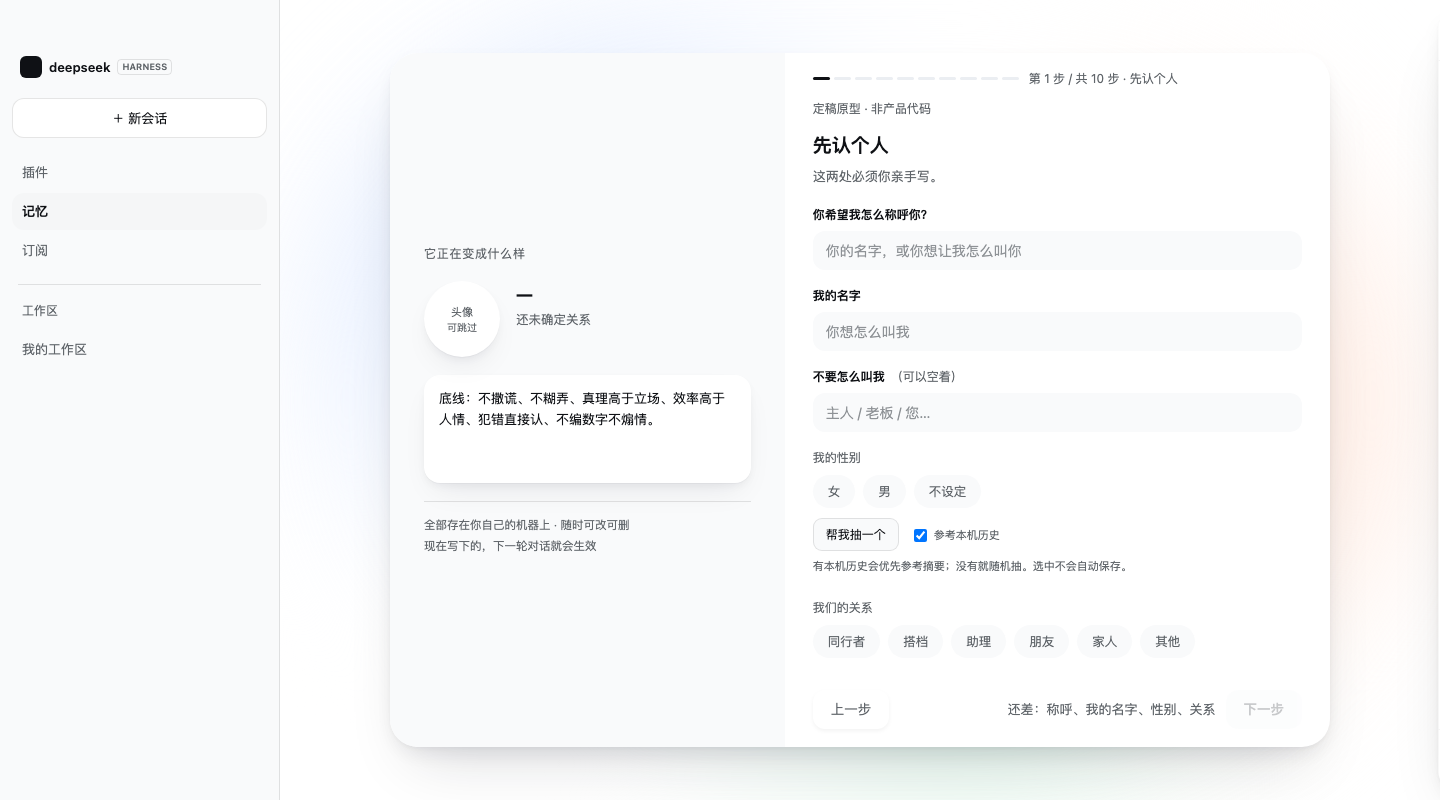 deepseek HARNESS
+ 新会话
插件
记忆
订阅
工作区
我的工作区
它正在变成什么样
头像
可跳过
—
还未确定关系
底线：不撒谎、不糊弄、真理高于立场、效率高于
人情、犯错直接认、不编数字不煽情。
全部存在你自己的机器上 · 随时可改可删
现在写下的，下一轮对话就会生效
第 1 步 / 共 10 步 · 先认个人
定稿原型 · 非产品代码
先认个人
这两处必须你亲手写。
你希望我怎么称呼你？
你的名字，或你想让我怎么叫你
我的名字
你想怎么叫我
不要怎么叫我 （可以空着）
主人 / 老板 / 您…
我的性别
女 男 不设定
帮我抽一个 参考本机历史
有本机历史会优先参考摘要；没有就随机抽。选中不会自动保存。
我们的关系
同行者 搭档 助理 朋友 家人 其他
上一步 还差：称呼、我的名字、性别、关系 下一步